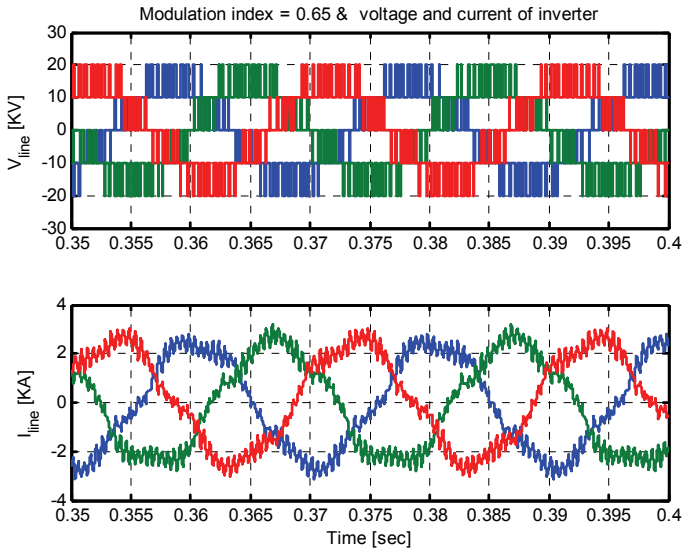 Modulation index = 0.65 & voltage and current of inverter
V_line [KV]
30
20
10
0
-10
-20
-30
0.35 0.355 0.36 0.365 0.37 0.375 0.38 0.385 0.39 0.395 0.4
I_line [KA]
4
2
0
-2
-4
0.35 0.355 0.36 0.365 0.37 0.375 0.38 0.385 0.39 0.395 0.4
Time [sec]